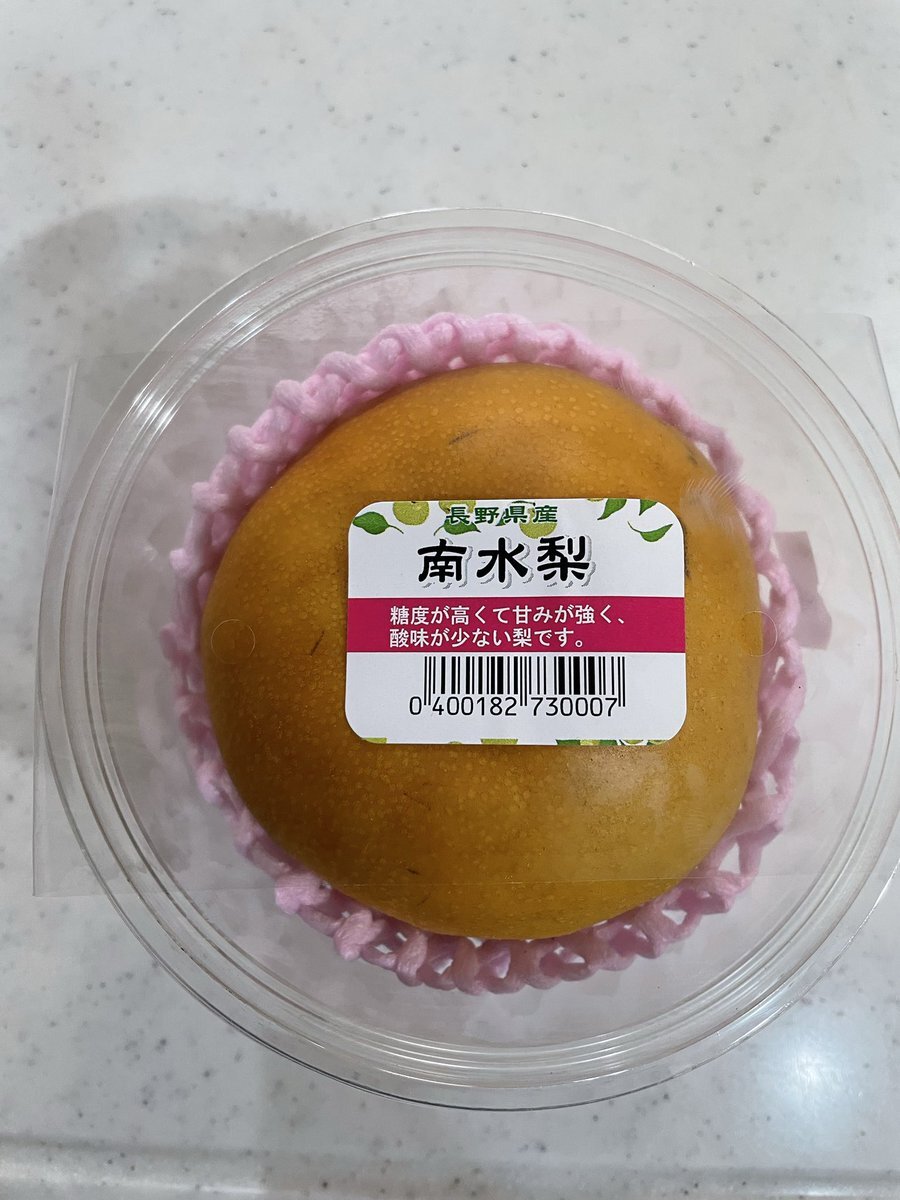 長野県産
南水梨
糖度が高くて甘みが強く、
酸味が少ない梨です。
0 400182 730007